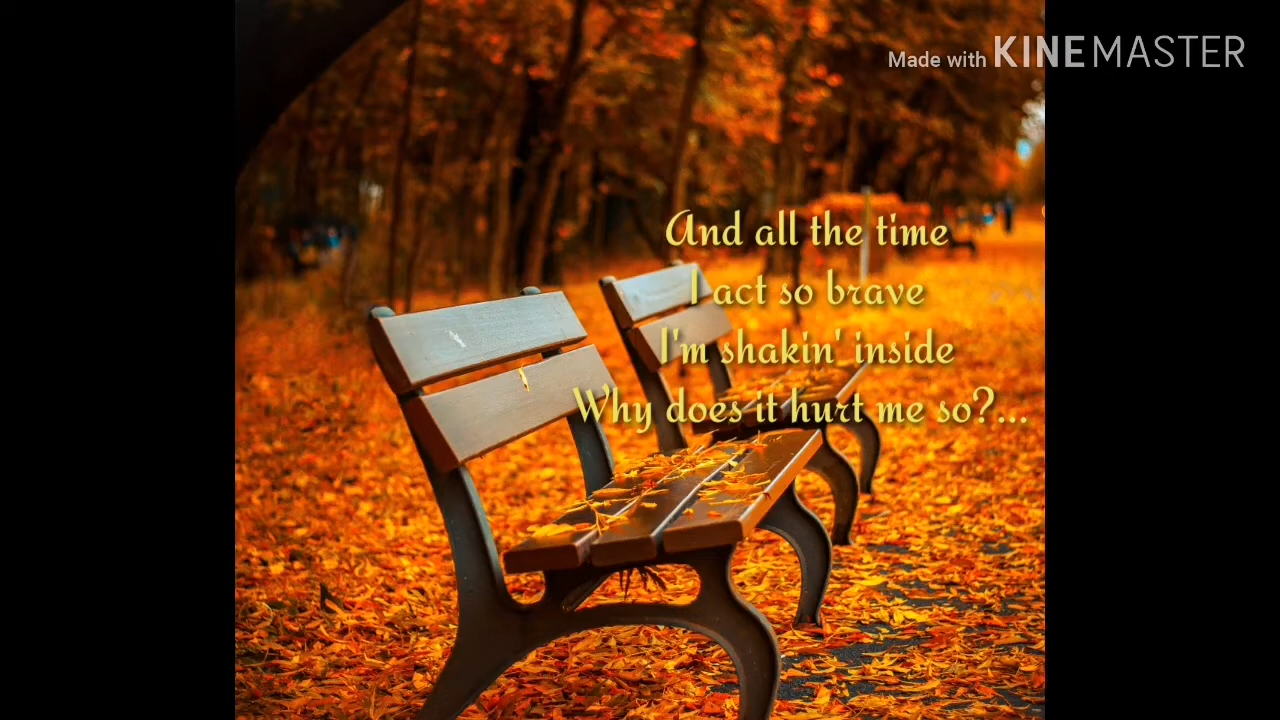 Made with KINEMASTER
And all the time
I act so brave
I'm shakin' inside
Why does it hurt me so?...